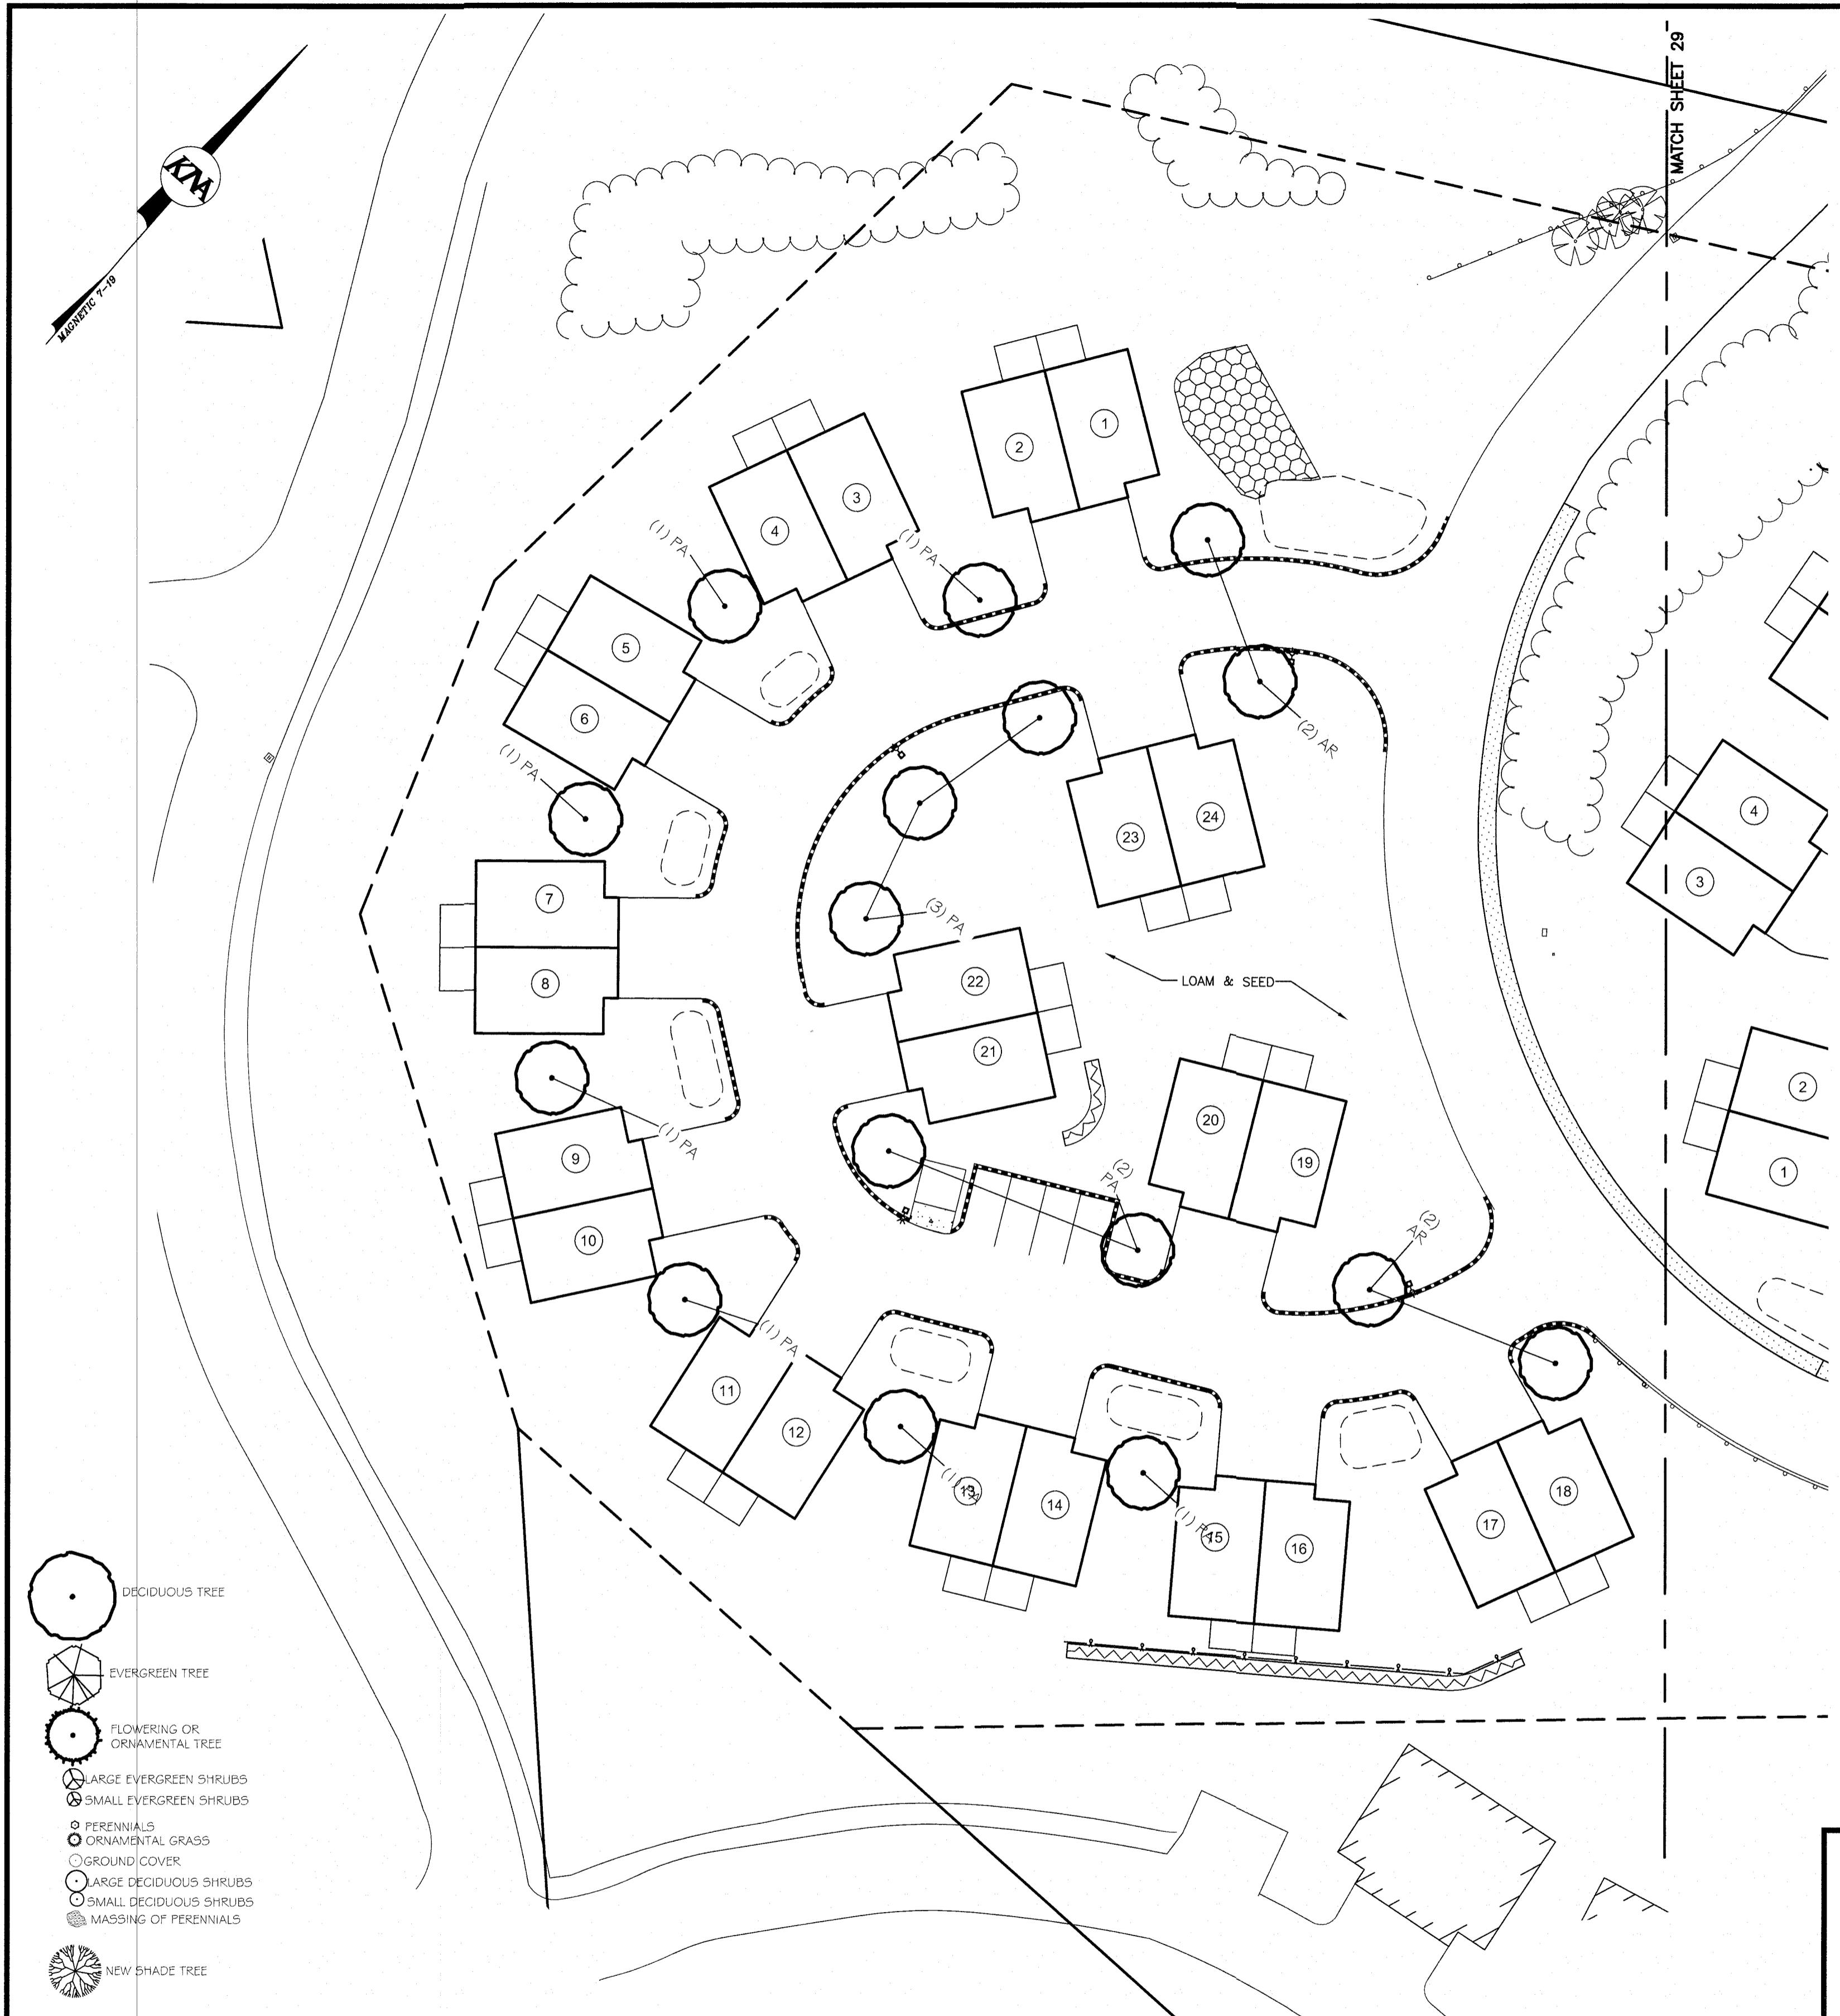 MATCH SHEET 29
KNA
MAGNETIC 7-19
1
2
3
4
(1) PA
(1) PA
5
6
(1) PA
(2) AR
7
8
(3) PA
23
24
4
3
22
21
LOAM & SEED
2
1
9
10
(1) PA
20
19
(2)
PA
(2)
AR
(1) PA
11
12
13
14
(1) PA
15
16
(1) PA
17
18
DECIDUOUS TREE
EVERGREEN TREE
FLOWERING OR
ORNAMENTAL TREE
LARGE EVERGREEN SHRUBS
SMALL EVERGREEN SHRUBS
PERENNIALS
ORNAMENTAL GRASS
GROUND COVER
LARGE DECIDUOUS SHRUBS
SMALL DECIDUOUS SHRUBS
MASSING OF PERENNIALS
NEW SHADE TREE